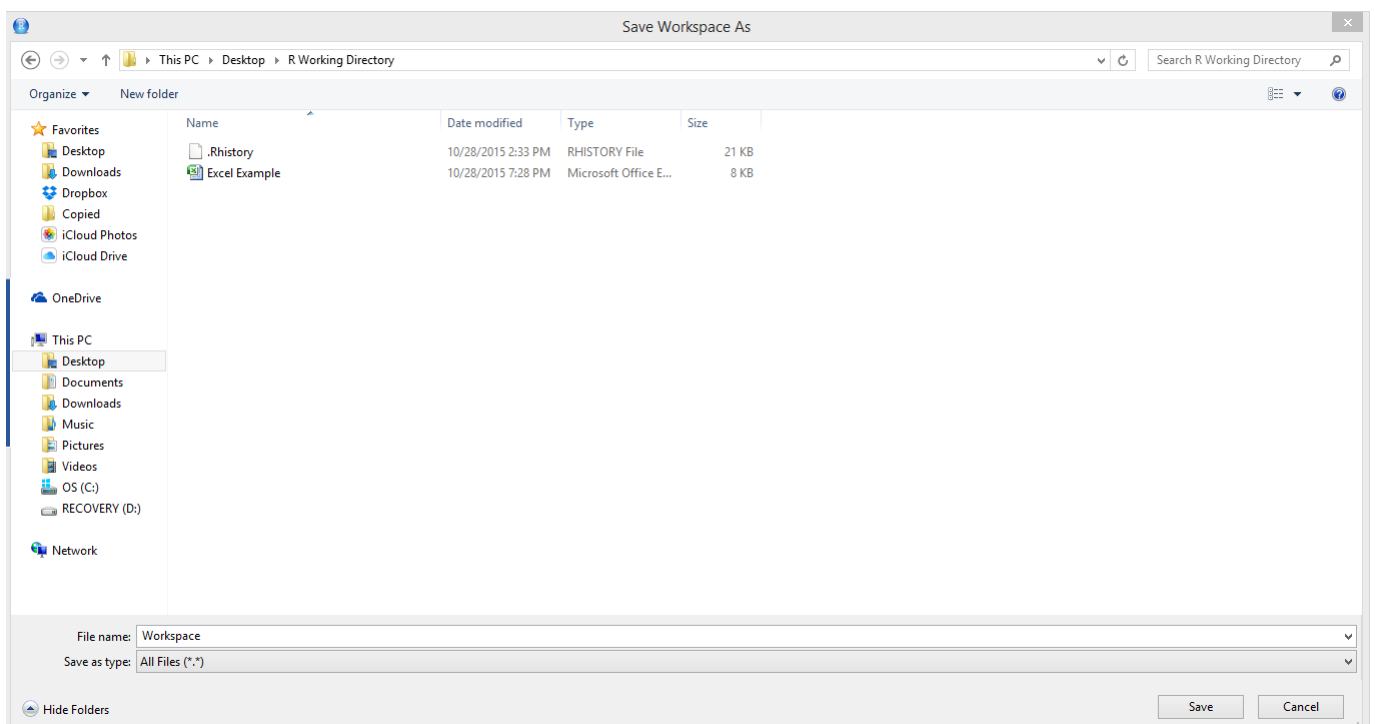 Save Workspace As
This PC Desktop R Working Directory
Search R Working Directory
Organize New folder
Name Date modified Type Size
.Rhistory 10/28/2015 2:33 PM RHISTORY File 21 KB
Excel Example 10/28/2015 7:28 PM Microsoft Office E... 8 KB
Favorites
Desktop
Downloads
Dropbox
Copied
iCloud Photos
iCloud Drive
OneDrive
This PC
Desktop
Documents
Downloads
Music
Pictures
Videos
OS (C:)
RECOVERY (D:)
Network
File name: Workspace
Save as type: All Files (*.*)
Hide Folders
Save
Cancel